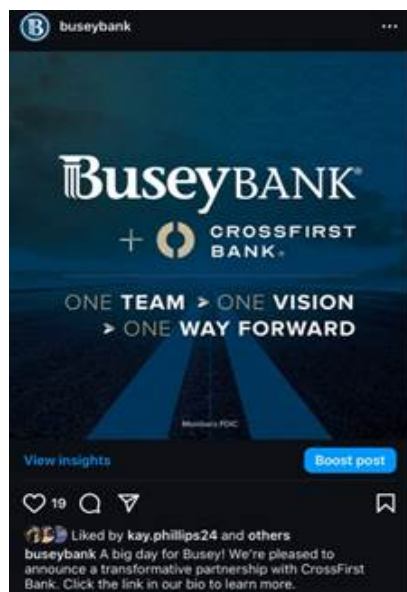 buseybank
BUSEYBANK®
+ CROSSFIRST
BANK®
ONE TEAM > ONE VISION
> ONE WAY FORWARD
Members FDIC
View insights
Boost post
19
Liked by kay.phillips24 and others
buseybank A big day for Busey! We're pleased to
announce a transformative partnership with CrossFirst
Bank. Click the link in our bio to learn more.